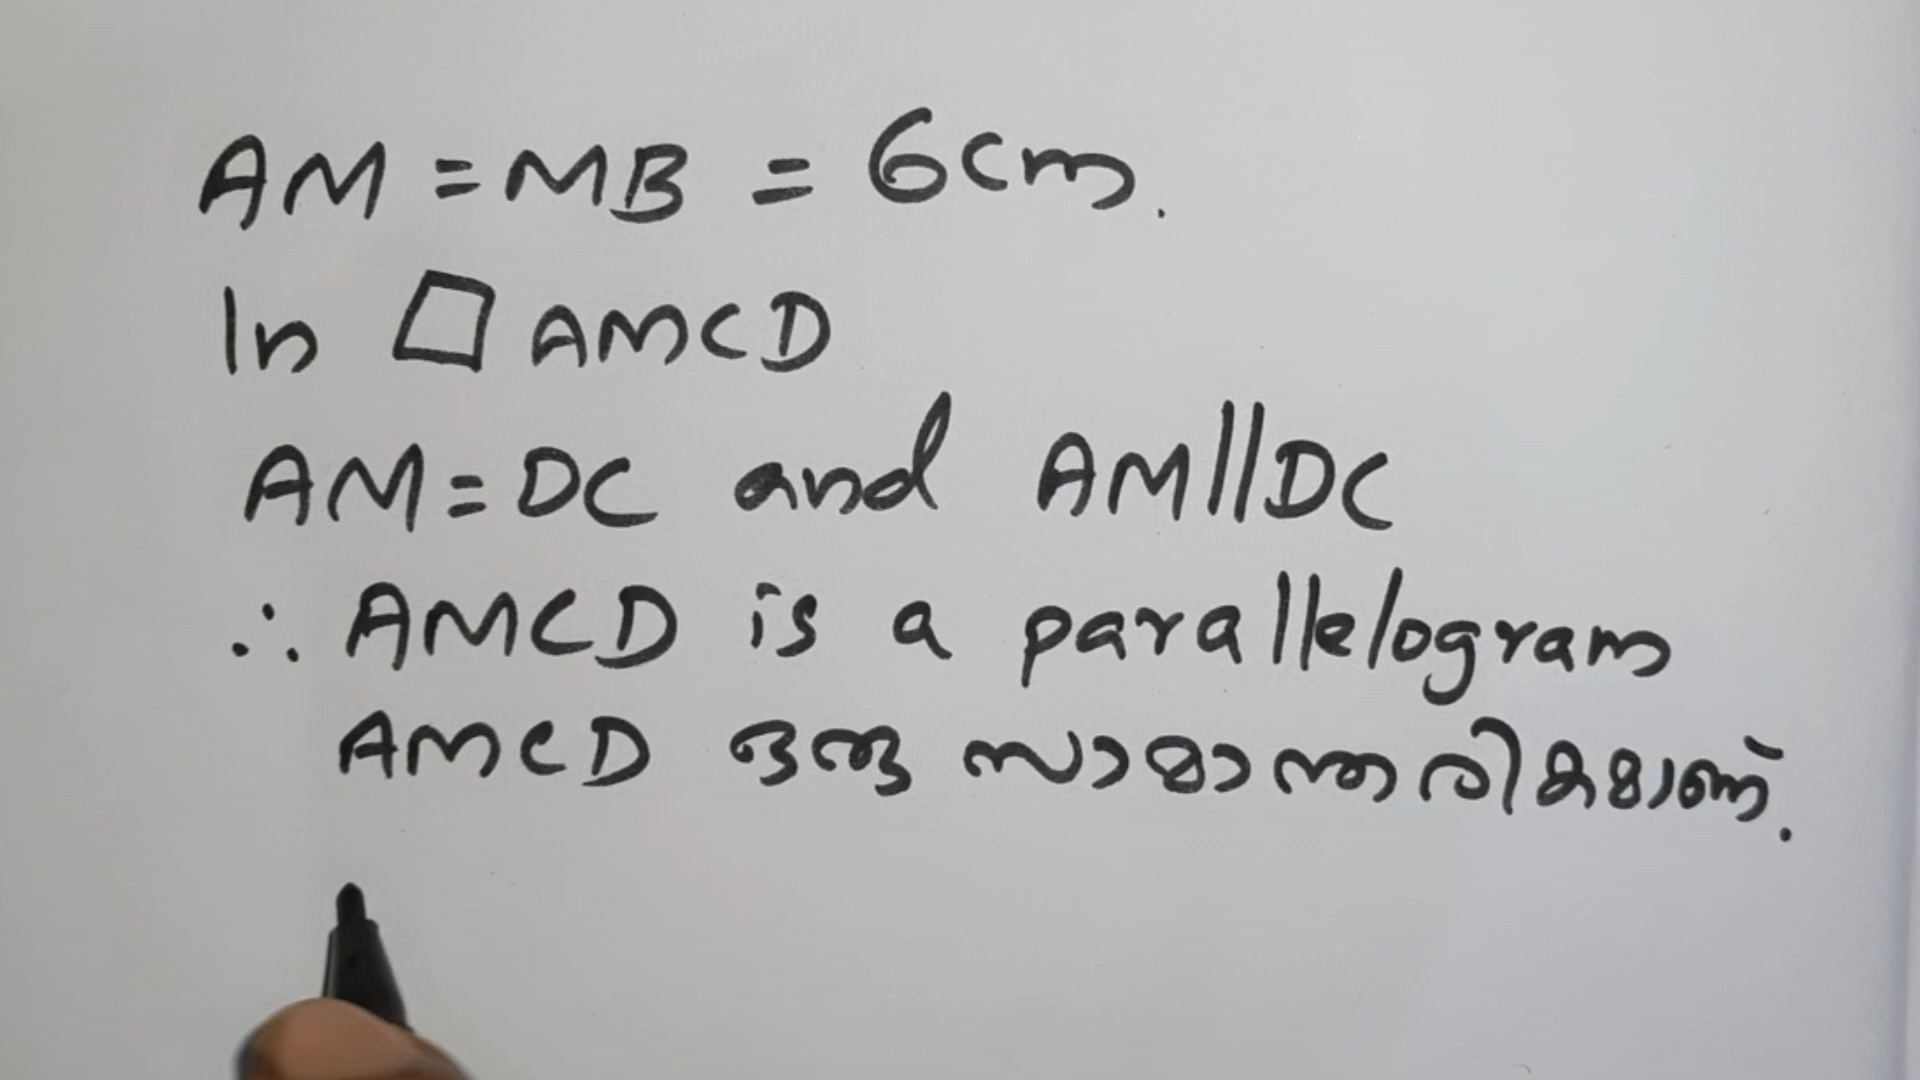 AM = MB = 6cm.
In □ AMCD
AM = DC and AM || DC
∴ AMCD is a parallelogram
AMCD ഒരു സാമാന്തരികമാണ്.